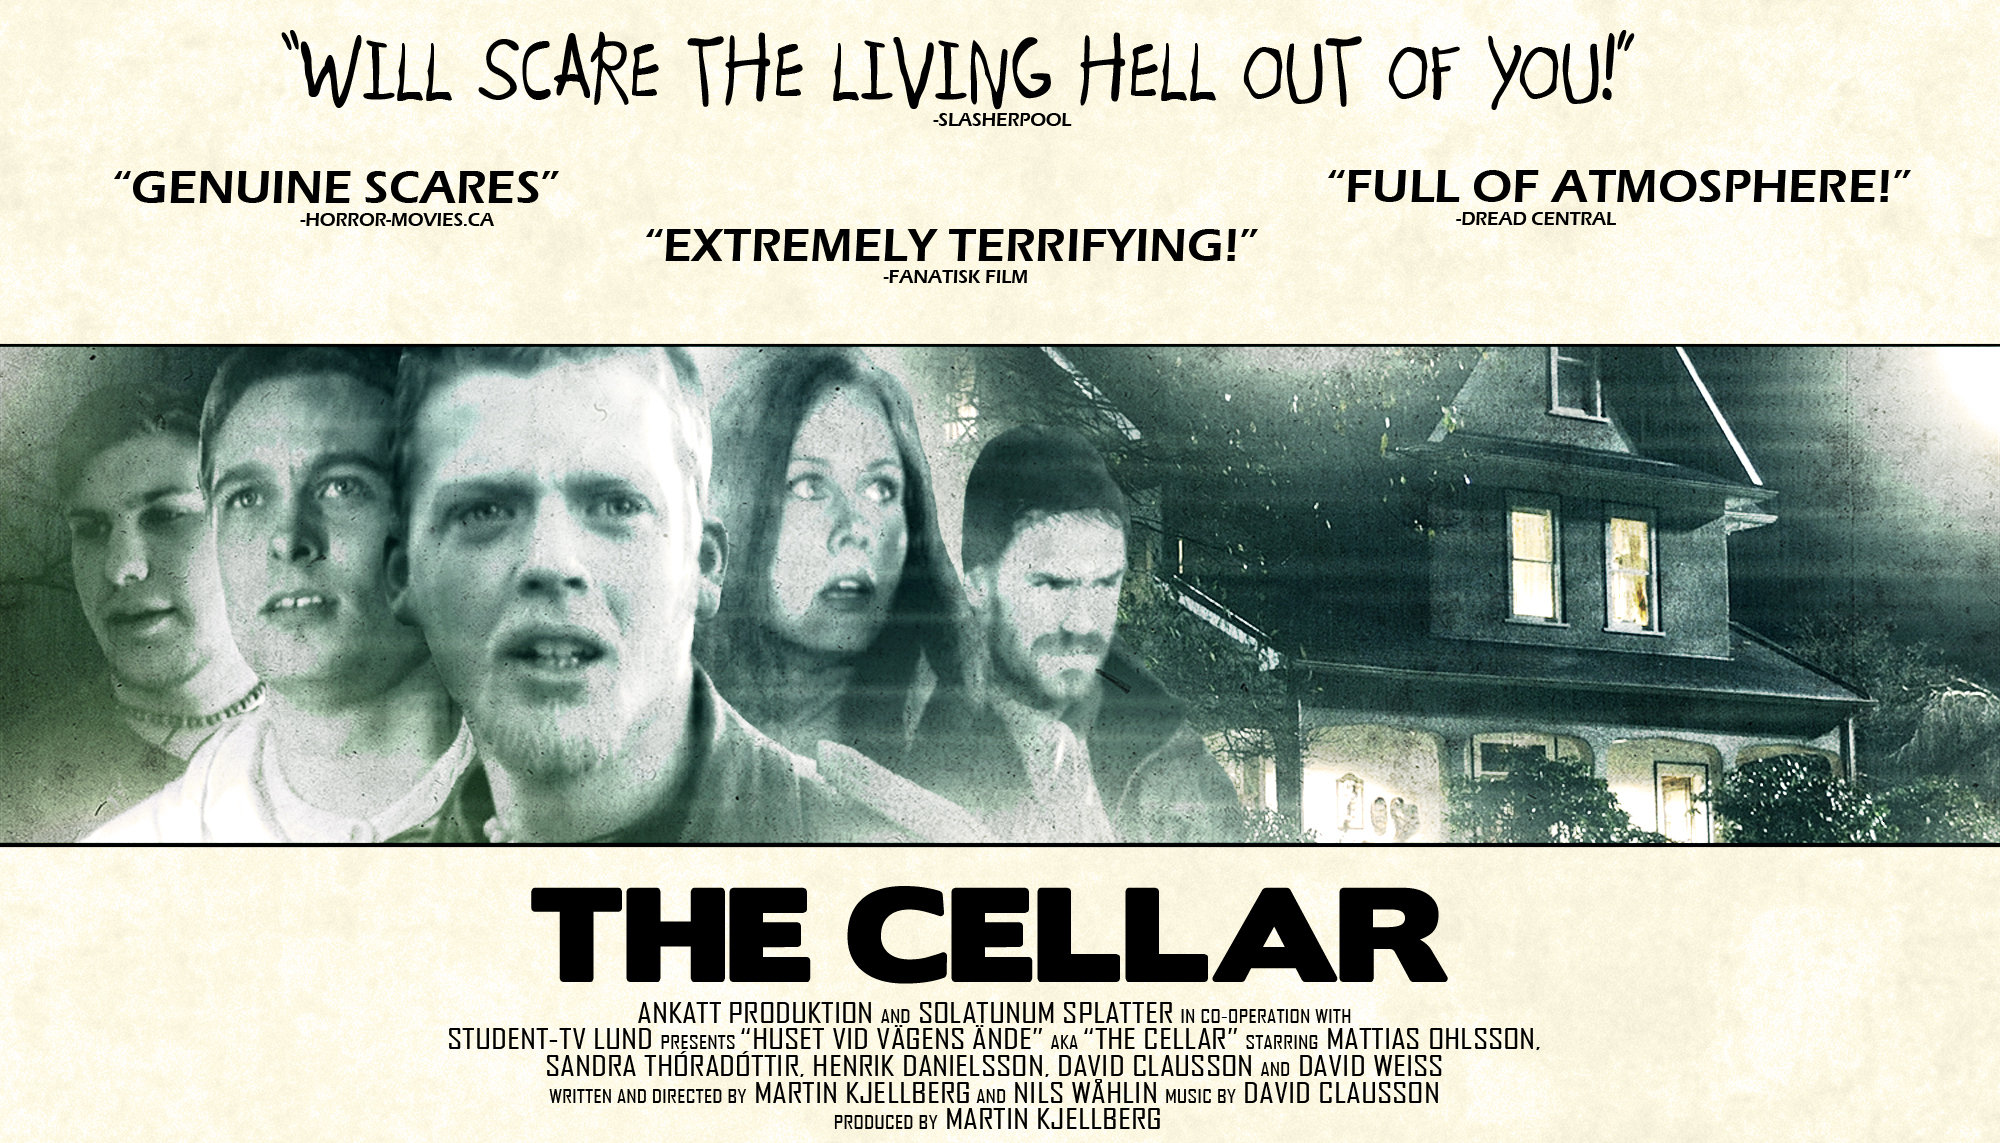 “WILL SCARE THE LIVING HELL OUT OF YOU!”
-SLASHERPOOL
“GENUINE SCARES”
-HORROR-MOVIES.CA
“FULL OF ATMOSPHERE!”
-DREAD CENTRAL
“EXTREMELY TERRIFYING!”
-FANATISK FILM
THE CELLAR
ANKATT PRODUKTION AND SOLATUNUM SPLATTER IN CO-OPERATION WITH
STUDENT-TV LUND PRESENTS “HUSET VID VÄGENS ÄNDE” AKA “THE CELLAR” STARRING MATTIAS OHLSSON,
SANDRA THÓRADÓTTIR, HENRIK DANIELSSON, DAVID CLAUSSON AND DAVID WEISS
WRITTEN AND DIRECTED BY MARTIN KJELLBERG AND NILS WÅHLIN MUSIC BY DAVID CLAUSSON
PRODUCED BY MARTIN KJELLBERG